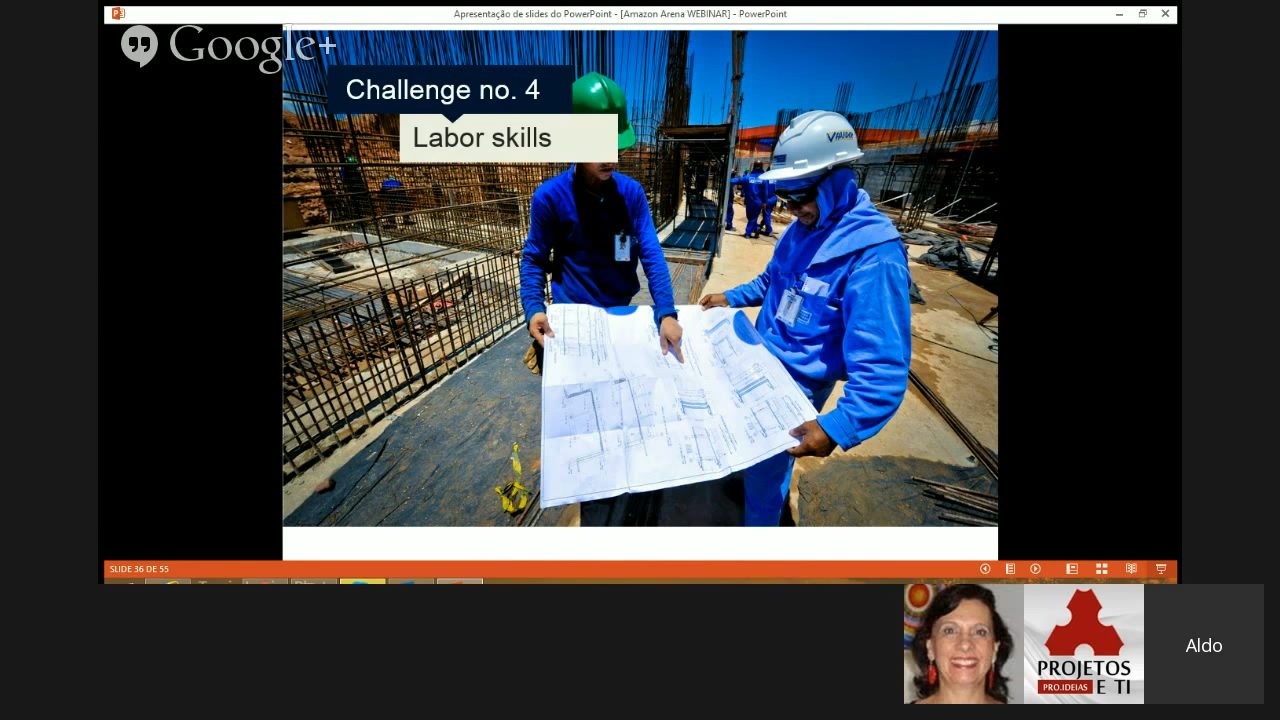 Apresentação de slides do PowerPoint - [Amazon Arena WEBINAR] - PowerPoint
Google+
Challenge no. 4
Labor skills
SLIDE 36 DE 55
Aldo
PROJETOS
PRO.IDEIAS E TI